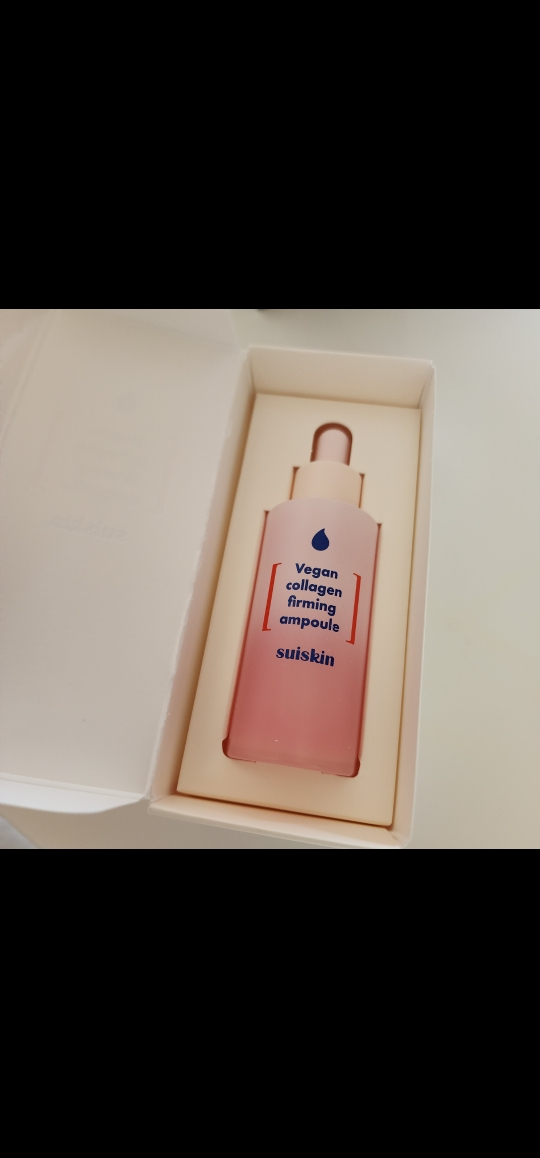 Vegan
collagen
firming
ampoule
suiskin